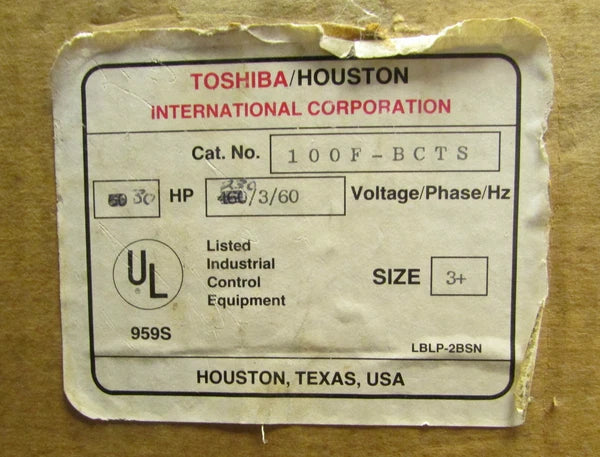 TOSHIBA/HOUSTON
INTERNATIONAL CORPORATION
Cat. No. 100F-BCTS
30 HP 230/3/60 Voltage/Phase/Hz
UL
Listed
Industrial
Control
Equipment
SIZE 3+
959S
LBLP-2BSN
HOUSTON, TEXAS, USA